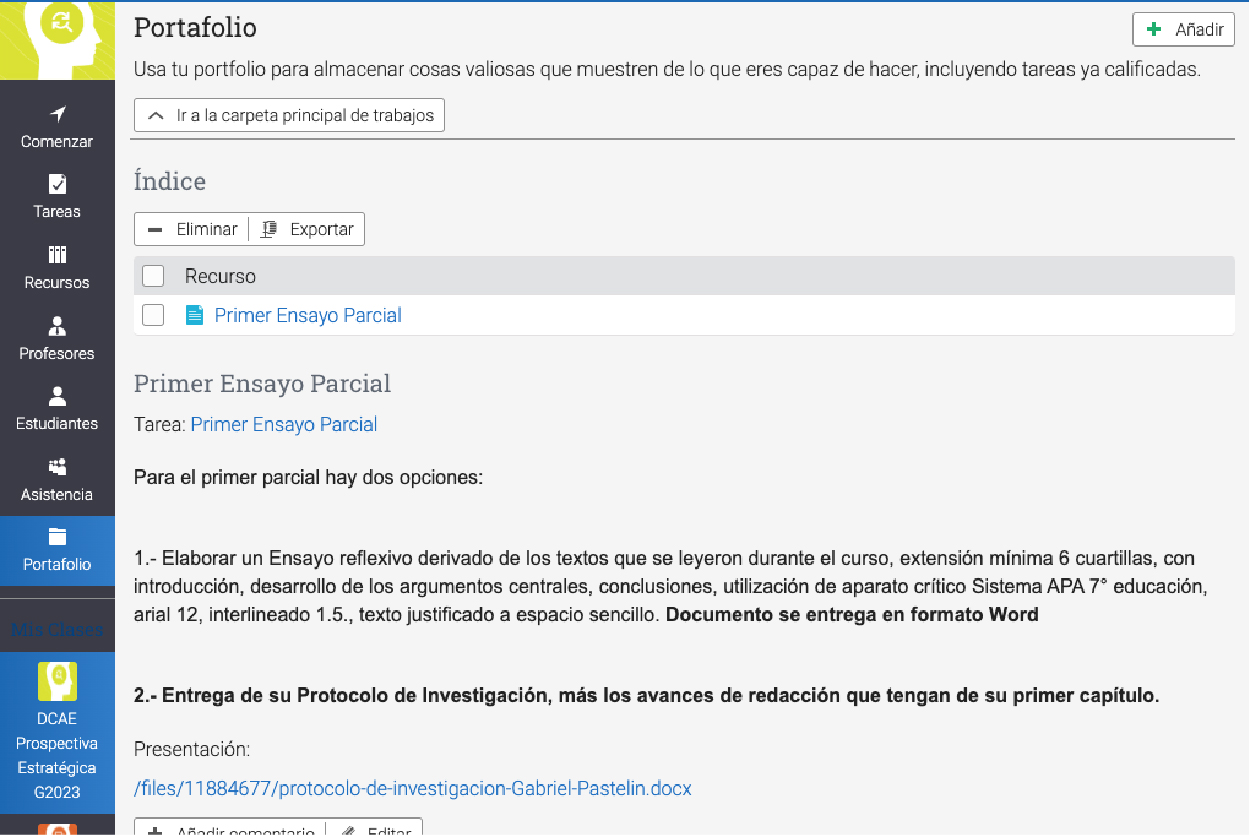 Portafolio
Añadir
Usa tu portfolio para almacenar cosas valiosas que muestren de lo que eres capaz de hacer, incluyendo tareas ya calificadas.
Ir a la carpeta principal de trabajos
Comenzar
Tareas
Recursos
Profesores
Estudiantes
Asistencia
Portafolio
Mis Clases
DCAE
Prospectiva
Estratégica
G2023
Índice
Eliminar
Exportar
Recurso
Primer Ensayo Parcial
Primer Ensayo Parcial
Tarea: Primer Ensayo Parcial
Para el primer parcial hay dos opciones:
1.- Elaborar un Ensayo reflexivo derivado de los textos que se leyeron durante el curso, extensión mínima 6 cuartillas, con
introducción, desarrollo de los argumentos centrales, conclusiones, utilización de aparato crítico Sistema APA 7° educación,
arial 12, interlineado 1.5., texto justificado a espacio sencillo. Documento se entrega en formato Word
2.- Entrega de su Protocolo de Investigación, más los avances de redacción que tengan de su primer capítulo.
Presentación:
/files/11884677/protocolo-de-investigacion-Gabriel-Pastelin.docx
Añadir comentario
Editar